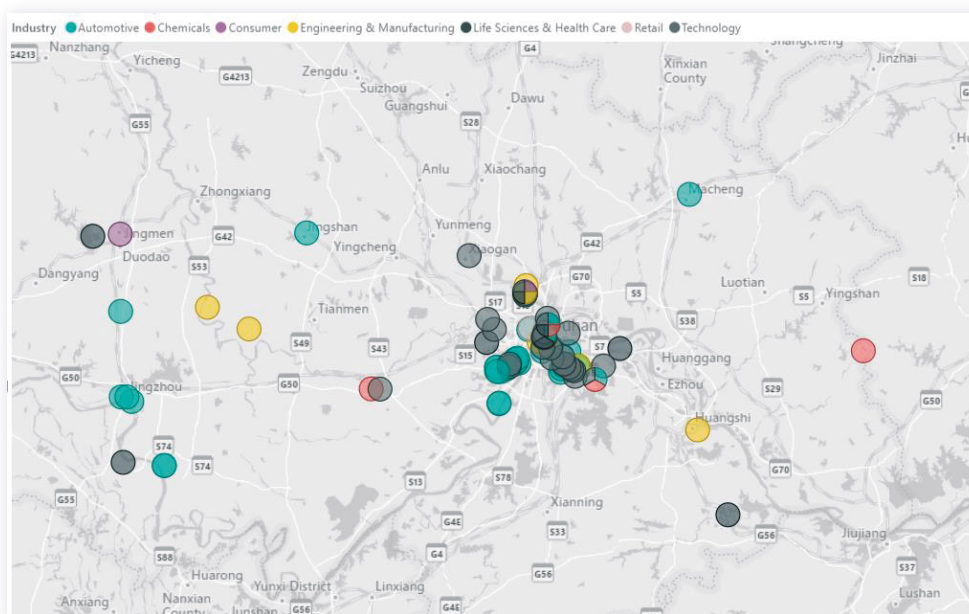 Industry Automotive Chemicals Consumer Engineering & Manufacturing Life Sciences & Health Care Retail Technology
G4213 Nanzhang
G4
Jinzhai
Yicheng
Zengdu
Xinxian
County
G4213
Suizhou
Guangshui
Dawu
G55
S28
Anlu
Xiaochang
Zhongxiang
Macheng
Jingshan
Yunmeng
G42
G42
Yingcheng
Xiaogan
Duodao
Dangyang
S53
G70
S18
Luotian
S5
S5
Yingshan
S17
Tianmen
S38
S49
S43
S15
S7
Huanggang
G50
G50
Ezhou
S29
G50
Huangshi
S74
S74
G70
S13
S78
G55
Xianning
G4E
S33
G56
Jiujiang
G4
S88
G56
S37
Huarong
Yunxi District
Linxiang
Nanxian
County
Anxiang
G56
G4E
Lushan